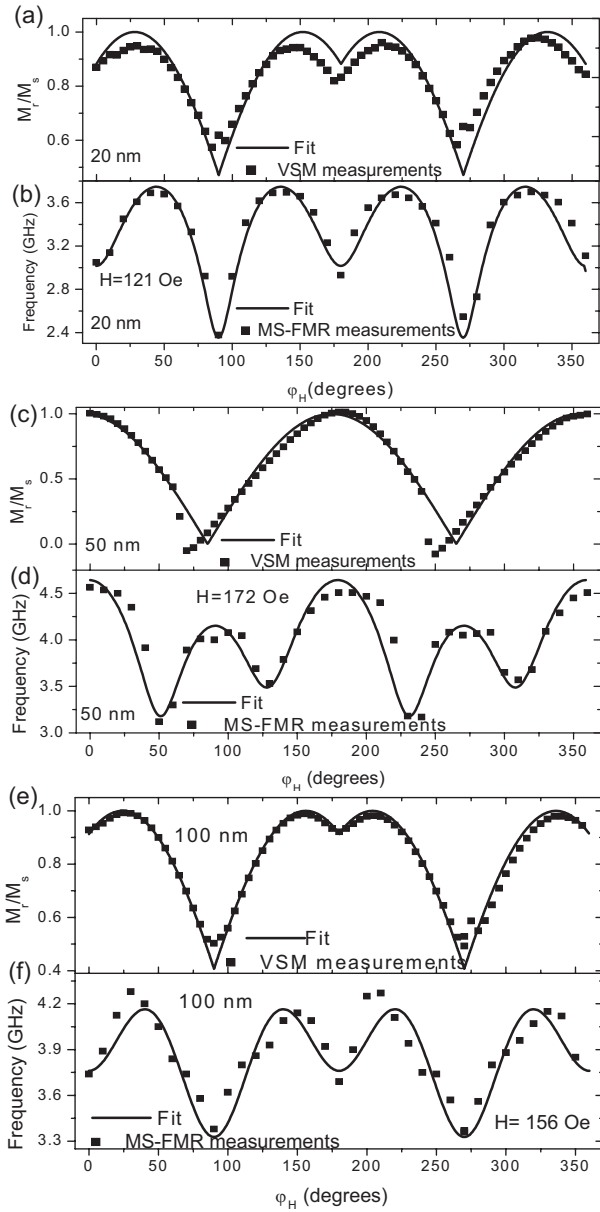 (a)
1.0
0.8
0.6
M_r/M_s
20 nm
Fit
VSM measurements
(b)
3.6
3.0
2.4
Frequency (GHz)
H=121 Oe
Fit
20 nm
MS-FMR measurements
0 50 100 150 200 250 300 350
φ_H (degrees)
(c)
1.0
0.5
0.0
M_r/M_s
50 nm
Fit
VSM measurements
(d)
4.5
4.0
3.5
3.0
Frequency (GHz)
H=172 Oe
Fit
50 nm
MS-FMR measurements
0 50 100 150 200 250 300 350
φ_H (degrees)
(e)
1.0
0.8
0.6
0.4
M_r/M_s
100 nm
Fit
VSM measurements
(f)
4.2
3.9
3.6
3.3
Frequency (GHz)
100 nm
Fit
H= 156 Oe
MS-FMR measurements
0 50 100 150 200 250 300 350
φ_H (degrees)